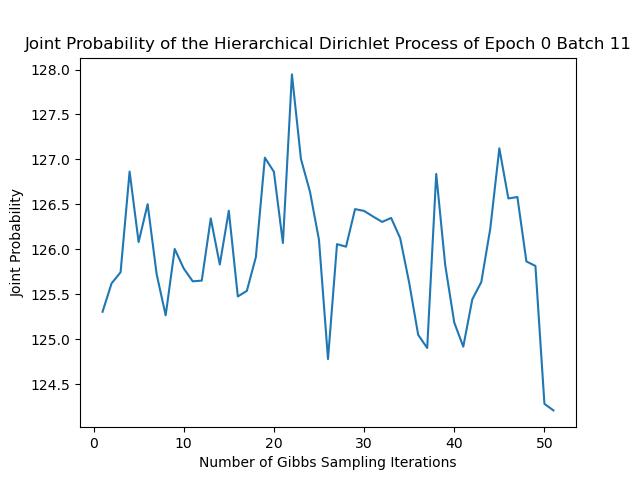 Joint Probability of the Hierarchical Dirichlet Process of Epoch 0 Batch 11
128.0
127.5
127.0
126.5
126.0
125.5
125.0
124.5
Joint Probability
0 10 20 30 40 50
Number of Gibbs Sampling Iterations